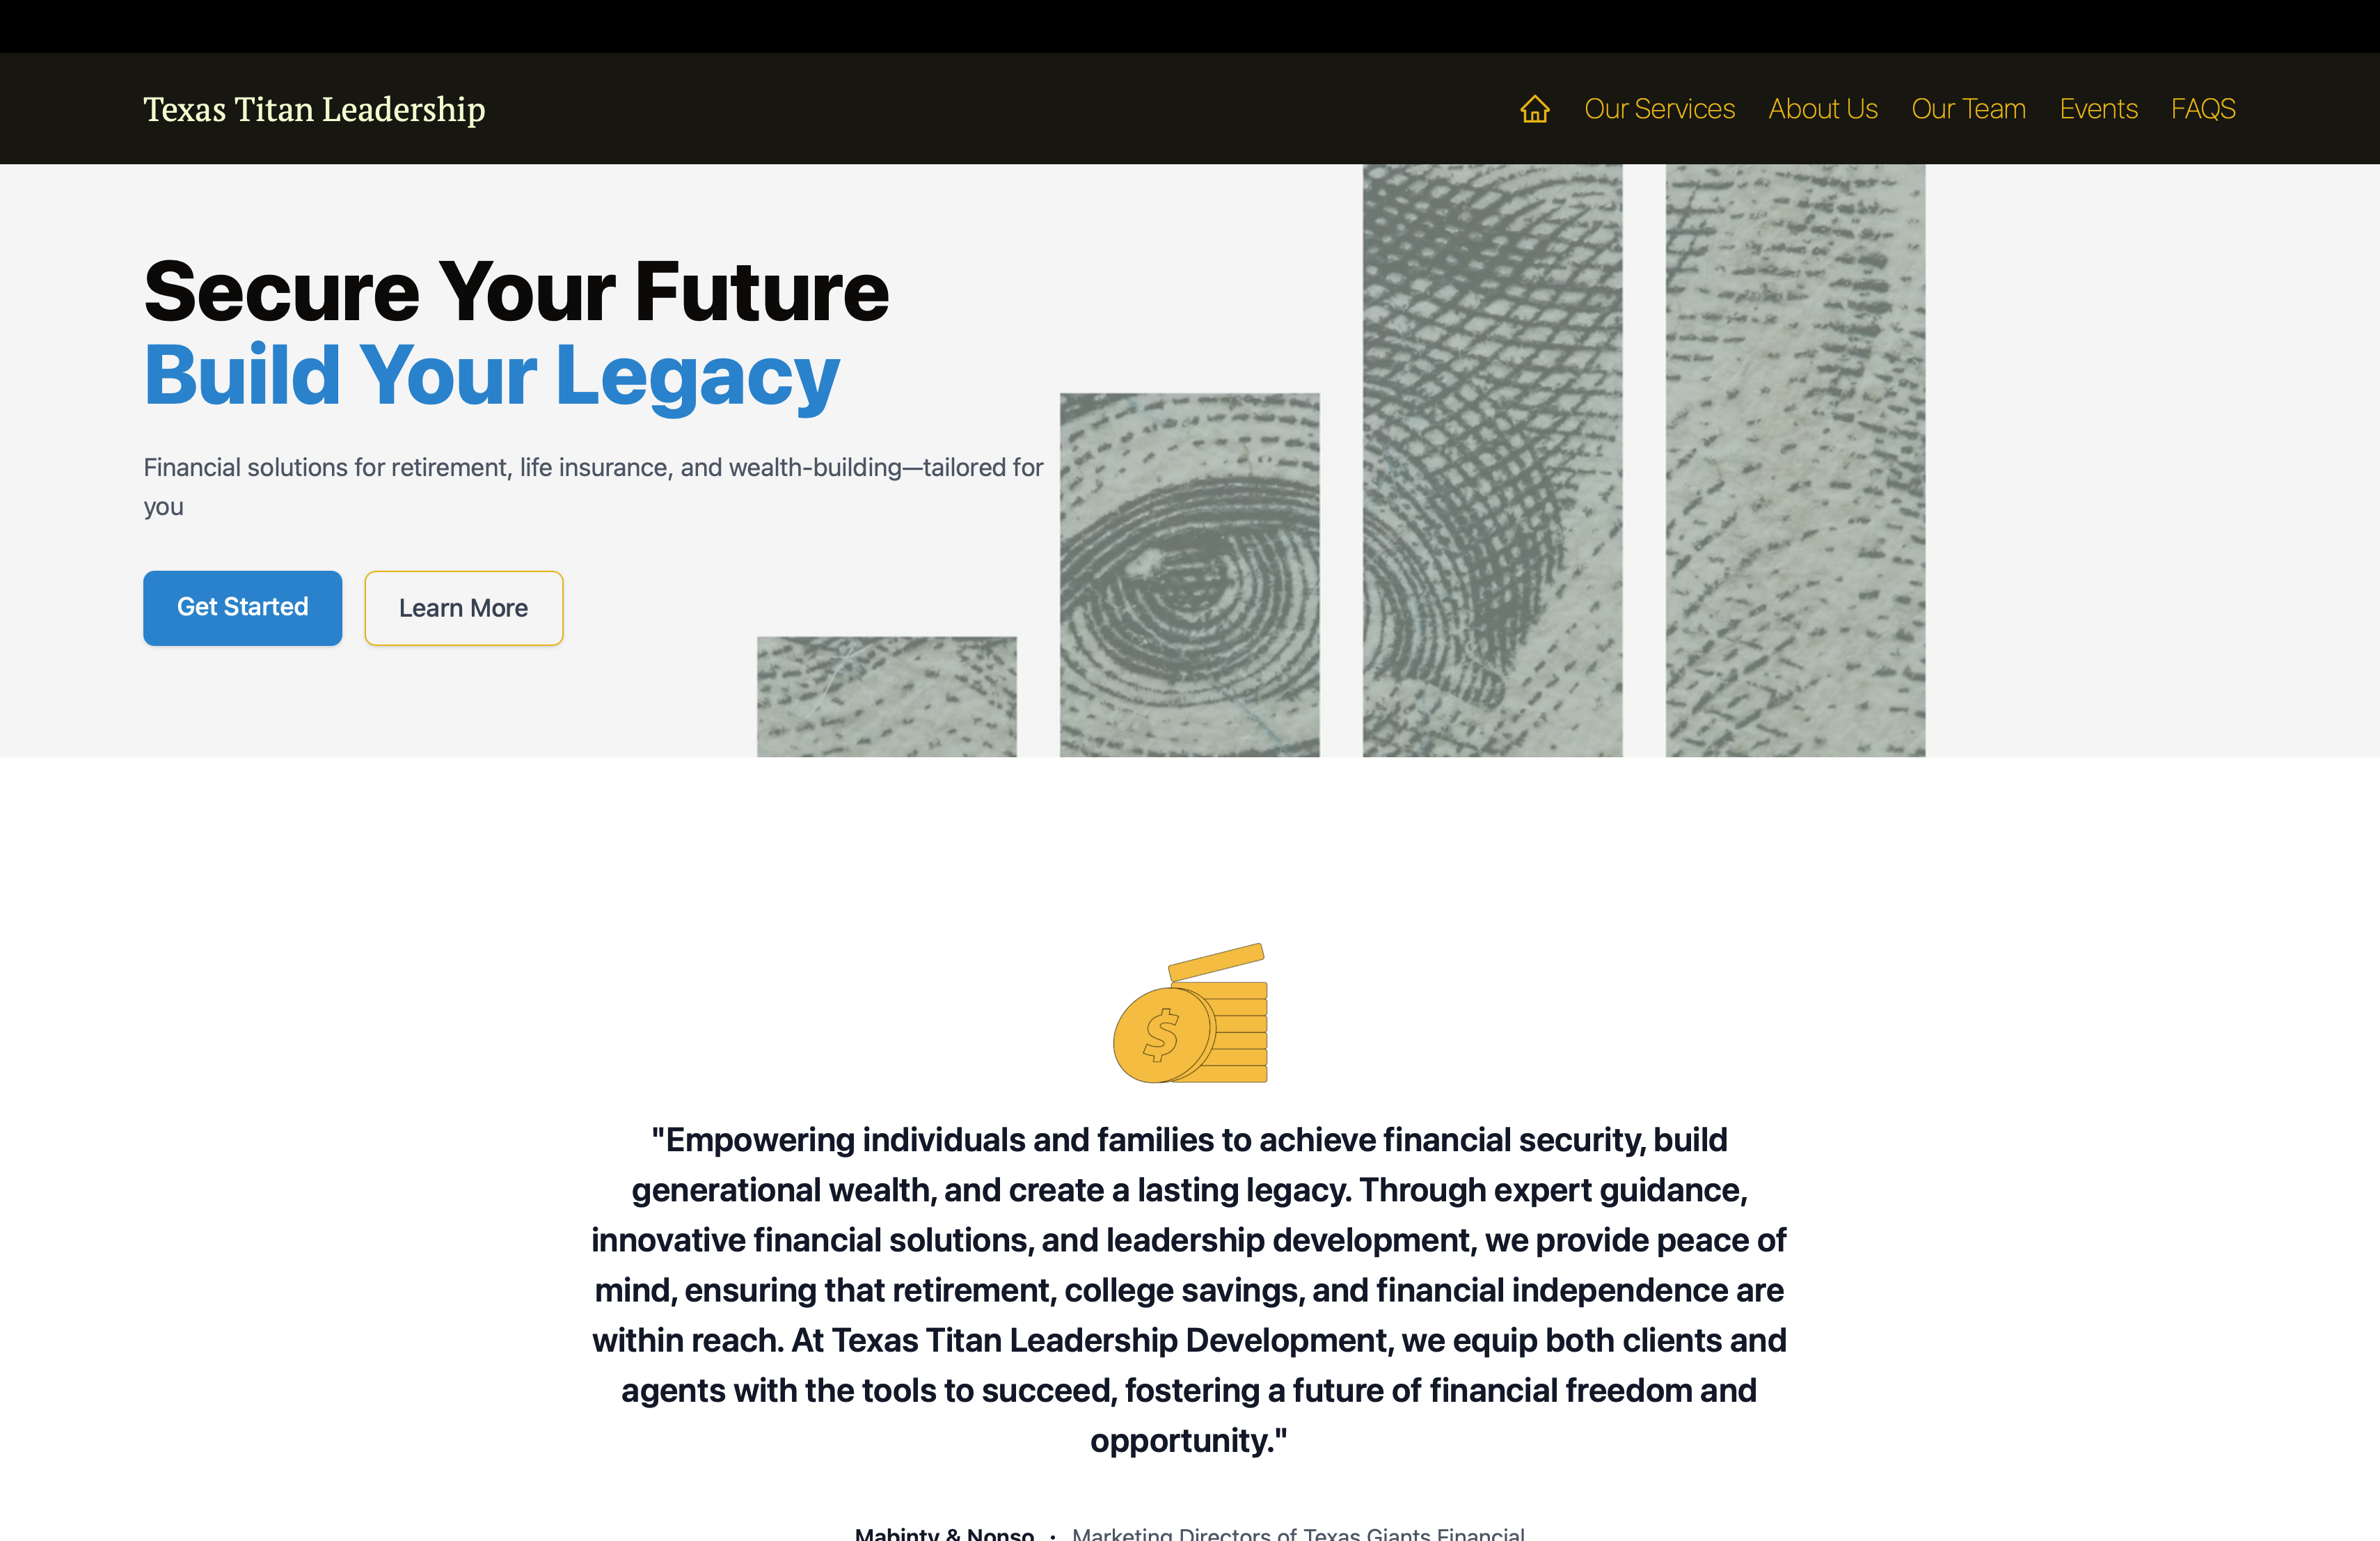 Texas Titan Leadership
Our Services
About Us
Our Team
Events
FAQS
Secure Your Future
Build Your Legacy
Financial solutions for retirement, life insurance, and wealth-building—tailored for
you
Get Started
Learn More
$
"Empowering individuals and families to achieve financial security, build
generational wealth, and create a lasting legacy. Through expert guidance,
innovative financial solutions, and leadership development, we provide peace of
mind, ensuring that retirement, college savings, and financial independence are
within reach. At Texas Titan Leadership Development, we equip both clients and
agents with the tools to succeed, fostering a future of financial freedom and
opportunity."
Mabinty & Nonso · Marketing Directors of Texas Giants Financial